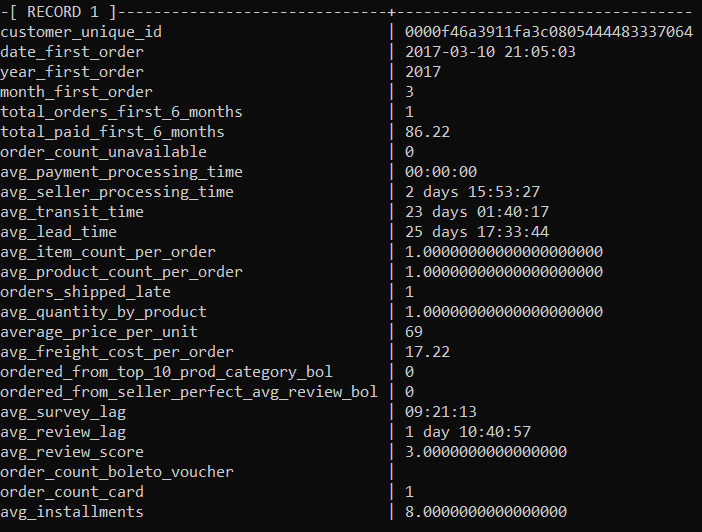 -[ RECORD 1 ]-----------------------------+---------------------------------
customer_unique_id                        | 0000f46a3911fa3c0805444483337064
date_first_order                          | 2017-03-10 21:05:03
year_first_order                          | 2017
month_first_order                         | 3
total_orders_first_6_months               | 1
total_paid_first_6_months                 | 86.22
order_count_unavailable                   | 0
avg_payment_processing_time               | 00:00:00
avg_seller_processing_time                | 2 days 15:53:27
avg_transit_time                          | 23 days 01:40:17
avg_lead_time                             | 25 days 17:33:44
avg_item_count_per_order                  | 1.00000000000000000000
avg_product_count_per_order               | 1.00000000000000000000
orders_shipped_late                       | 1
avg_quantity_by_product                   | 1.00000000000000000000
average_price_per_unit                    | 69
avg_freight_cost_per_order                | 17.22
ordered_from_top_10_prod_category_bol     | 0
ordered_from_seller_perfect_avg_review_bol | 0
avg_survey_lag                            | 09:21:13
avg_review_lag                            | 1 day 10:40:57
avg_review_score                          | 3.0000000000000000
order_count_boleto_voucher                |
order_count_card                          | 1
avg_installments                          | 8.0000000000000000